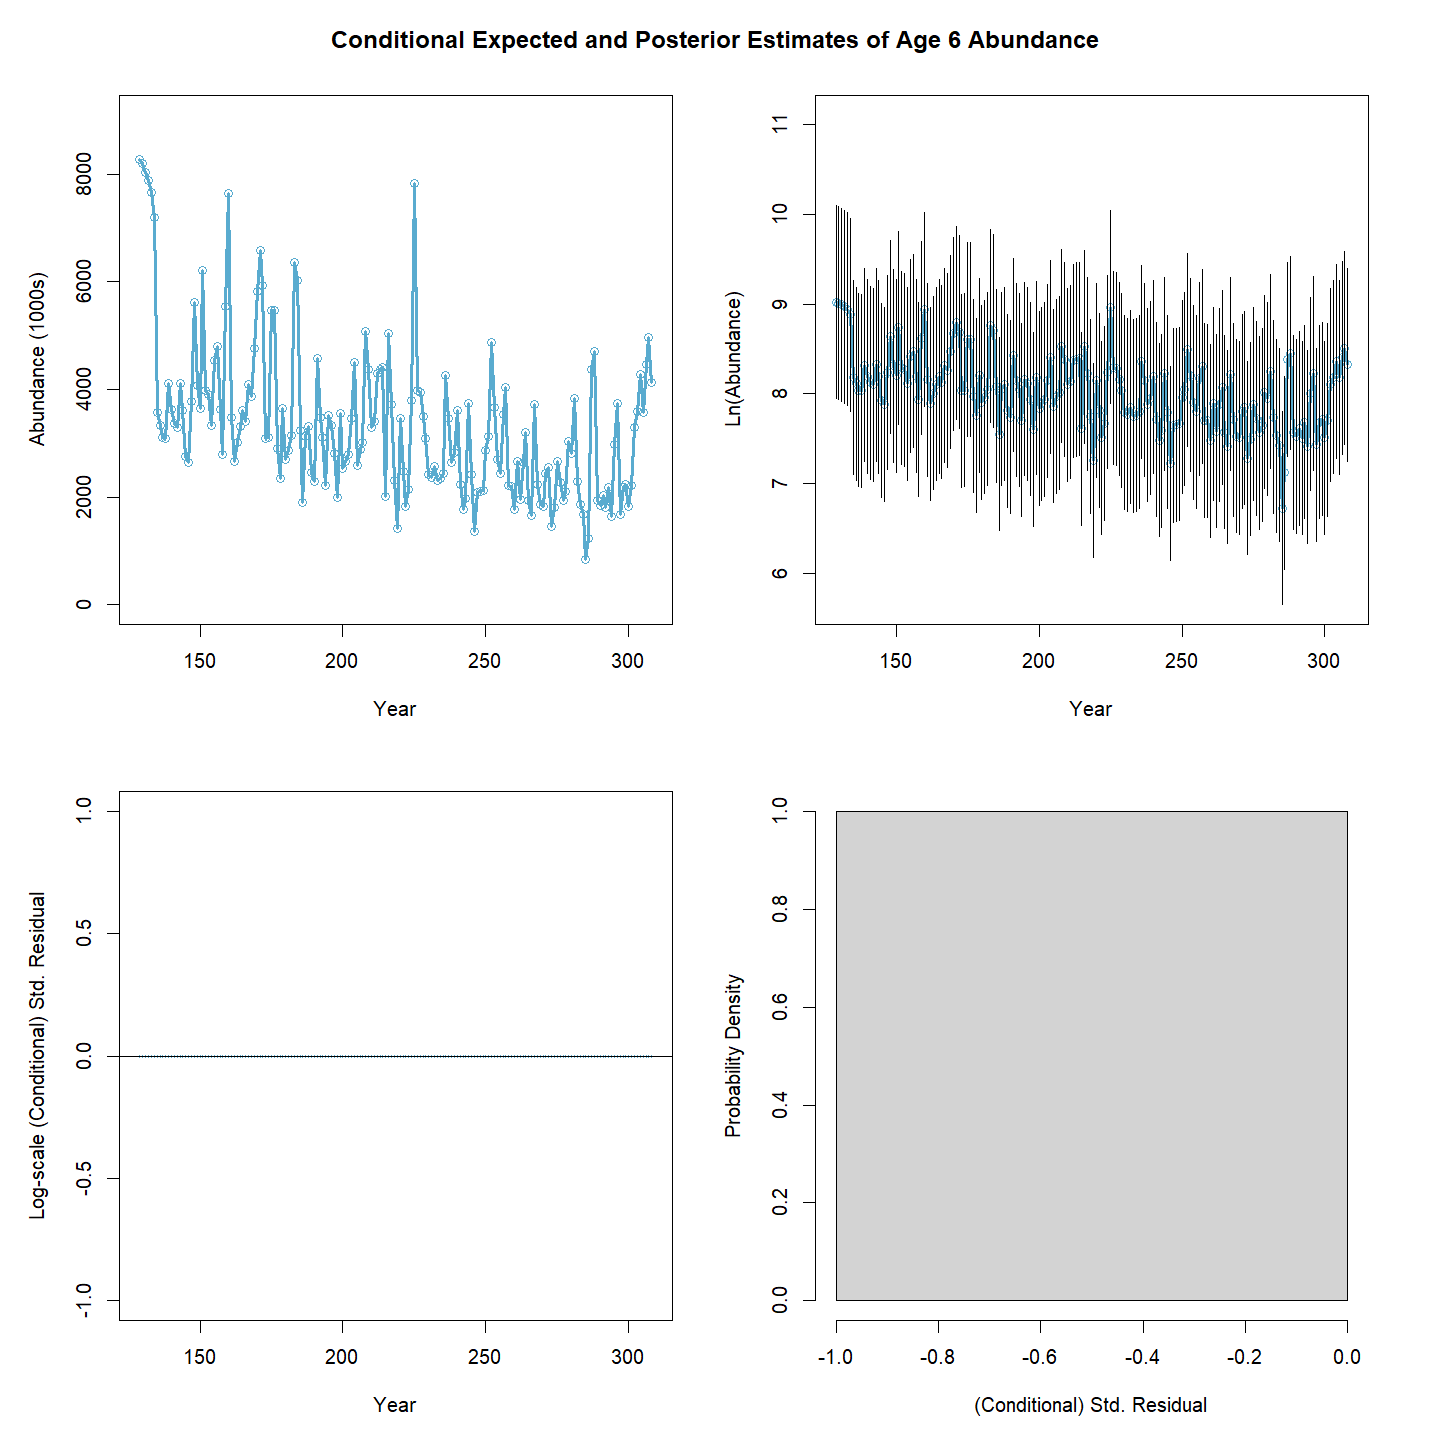 Conditional Expected and Posterior Estimates of Age 6 Abundance
Abundance (1000s)
8000
6000
4000
2000
0
150 200 250 300
Year
Ln(Abundance)
11
10
9
8
7
6
150 200 250 300
Year
Log-scale (Conditional) Std. Residual
1.0
0.5
0.0
-0.5
-1.0
150 200 250 300
Year
Probability Density
1.0
0.8
0.6
0.4
0.2
0.0
-1.0 -0.8 -0.6 -0.4 -0.2 0.0
(Conditional) Std. Residual